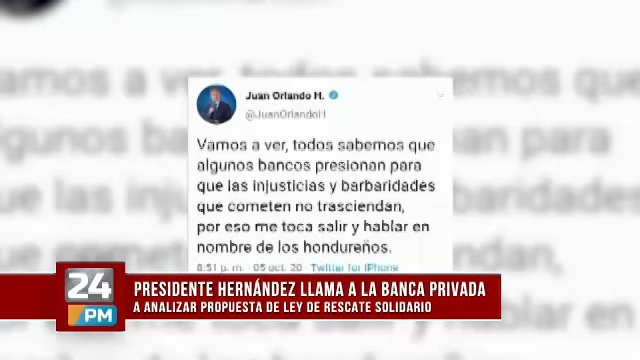 Juan Orlando H.
@JuanOrlandoH
Vamos a ver, todos sabemos que
algunos bancos presionan para
que las injusticias y barbaridades
que cometen no trasciendan,
por eso me toca salir y hablar en
nombre de los hondureños.
8:51 p. m. · 05 oct. 20 · Twitter for iPhone
24
PM
PRESIDENTE HERNÁNDEZ LLAMA A LA BANCA PRIVADA
A ANALIZAR PROPUESTA DE LEY DE RESCATE SOLIDARIO